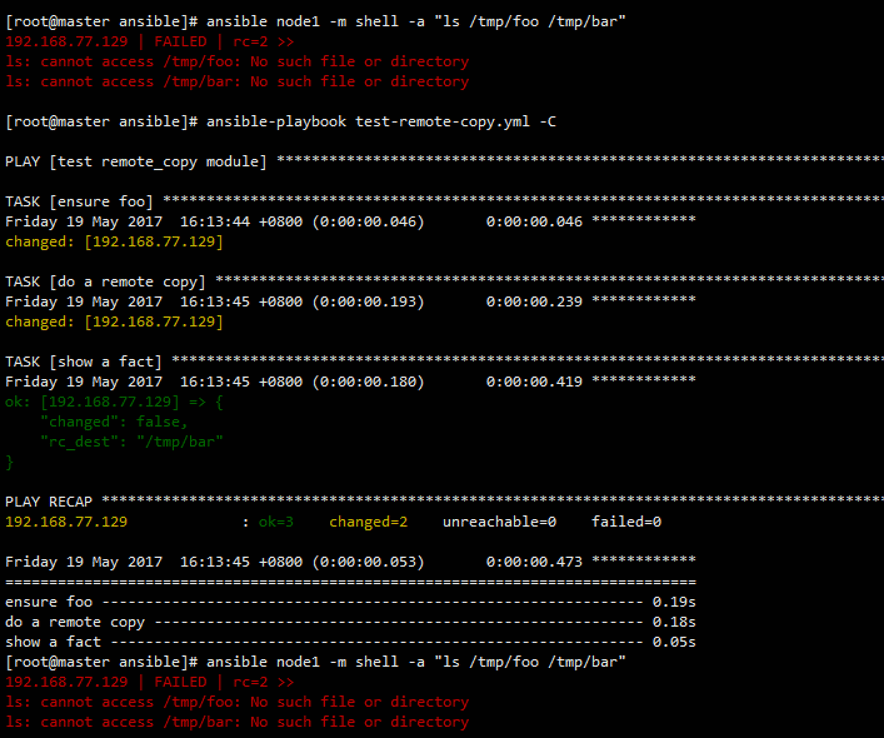 [root@master ansible]# ansible node1 -m shell -a "ls /tmp/foo /tmp/bar"
192.168.77.129 | FAILED | rc=2 >>
ls: cannot access /tmp/foo: No such file or directory
ls: cannot access /tmp/bar: No such file or directory
[root@master ansible]# ansible-playbook test-remote-copy.yml -C
PLAY [test remote_copy module] **********************************************************************
TASK [ensure foo] ***********************************************************************************
Friday 19 May 2017  16:13:44 +0800 (0:00:00.046)       0:00:00.046 ************
changed: [192.168.77.129]
TASK [do a remote copy] *****************************************************************************
Friday 19 May 2017  16:13:45 +0800 (0:00:00.193)       0:00:00.239 ************
changed: [192.168.77.129]
TASK [show a fact] **********************************************************************************
Friday 19 May 2017  16:13:45 +0800 (0:00:00.180)       0:00:00.419 ************
ok: [192.168.77.129] => {
    "changed": false,
    "rc_dest": "/tmp/bar"
}
PLAY RECAP ******************************************************************************************
192.168.77.129             : ok=3    changed=2    unreachable=0    failed=0
Friday 19 May 2017  16:13:45 +0800 (0:00:00.053)       0:00:00.473 ************
===============================================================================
ensure foo -------------------------------------------------------------- 0.19s
do a remote copy -------------------------------------------------------- 0.18s
show a fact ------------------------------------------------------------- 0.05s
[root@master ansible]# ansible node1 -m shell -a "ls /tmp/foo /tmp/bar"
192.168.77.129 | FAILED | rc=2 >>
ls: cannot access /tmp/foo: No such file or directory
ls: cannot access /tmp/bar: No such file or directory